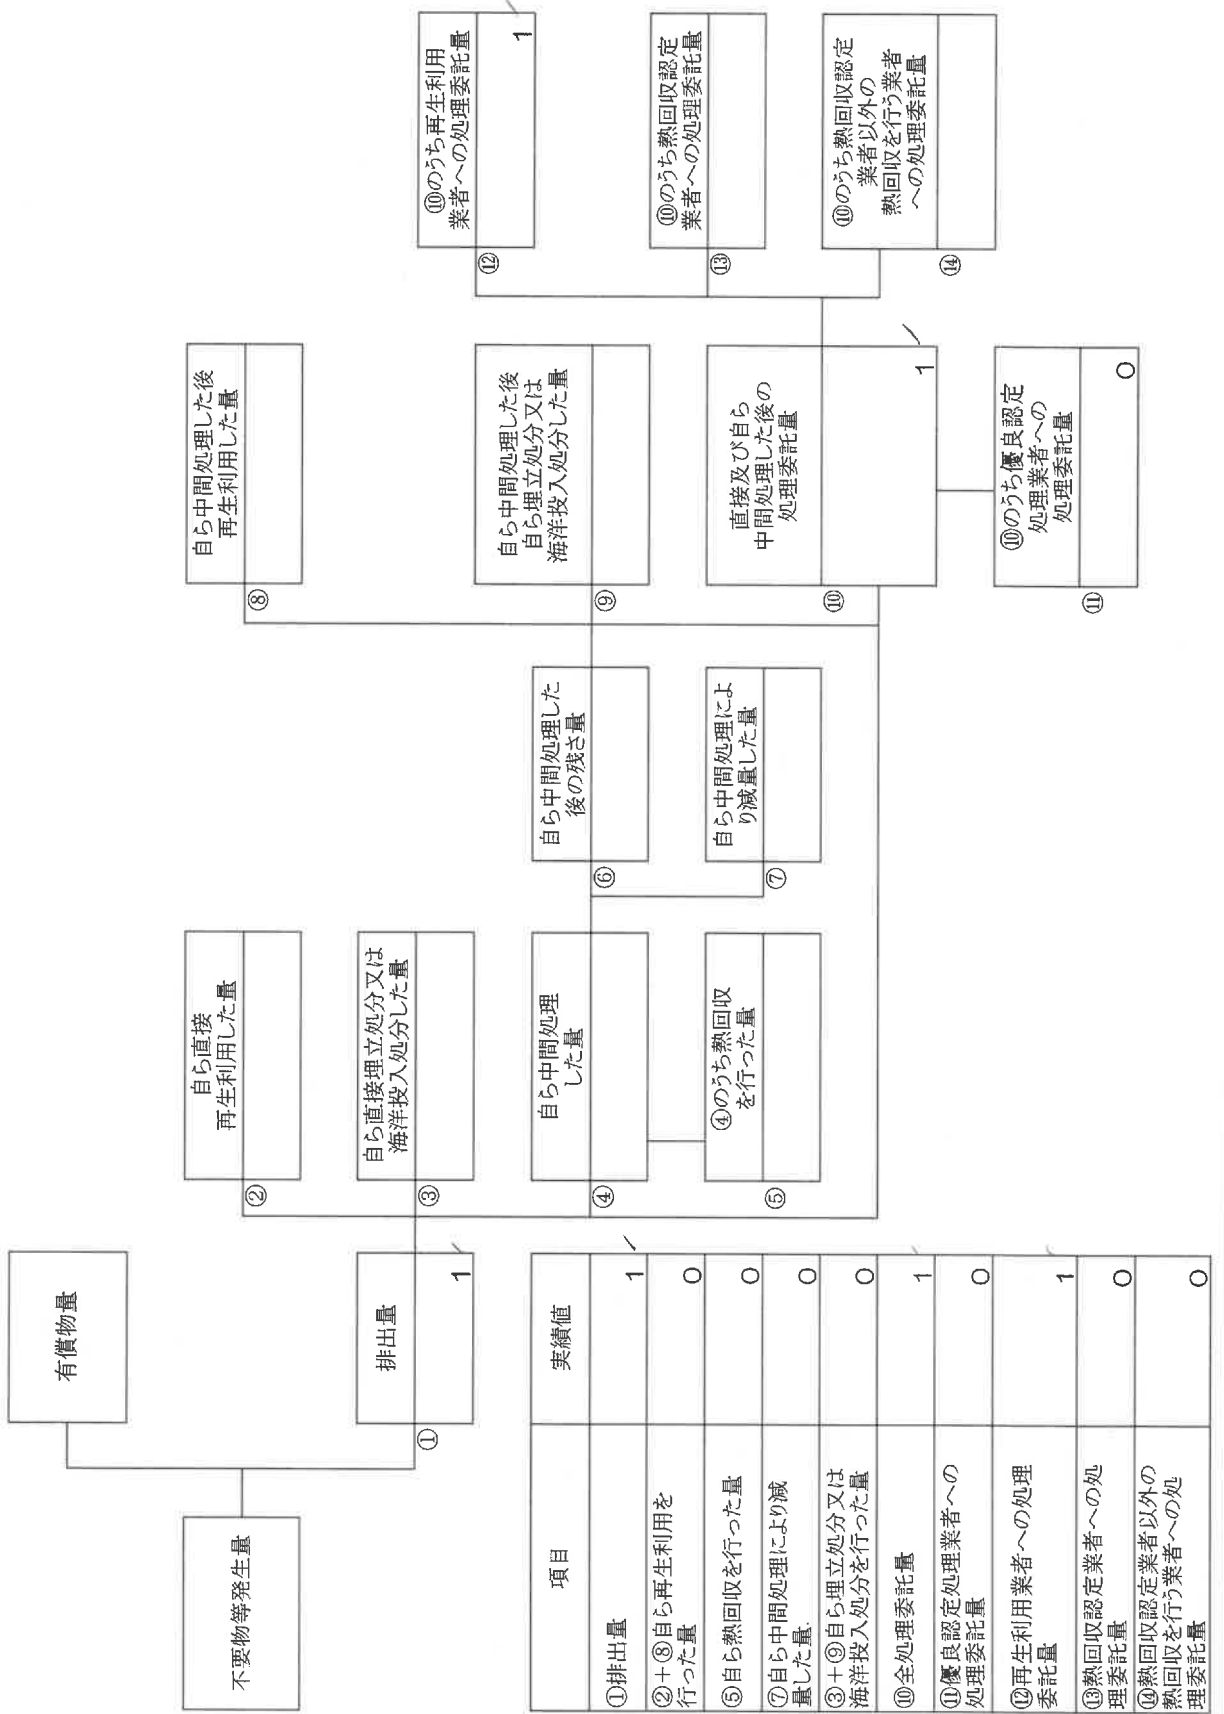 不要物等発生量
有償物量
排出量
①
1
自ら直接
再生利用した量
②
自ら直接埋立処分又は
海洋投入処分した量
③
自ら中間処理
した量
④
④のうち熱回収
を行った量
⑤
自ら中間処理した
後の残さ量
⑥
自ら中間処理によ
り減量した量
⑦
自ら中間処理した後
再生利用した量
⑧
自ら中間処理した後
自ら埋立処分又は
海洋投入処分した量
⑨
直接及び自ら
中間処理した後の
処理委託量
⑩
1
⑩のうち優良認定
処理業者への
処理委託量
⑪
0
⑩のうち再生利用
業者への処理委託量
⑫
1
⑩のうち熱回収認定
業者への処理委託量
⑬
⑩のうち熱回収認定
業者以外の
熱回収を行う業者
への処理委託量
⑭
項目 実績値
①排出量 1
②+⑧自ら再生利用を
行った量 0
⑤自ら熱回収を行った量 0
⑦自ら中間処理により減
量した量 0
③+⑨自ら埋立処分又は
海洋投入処分を行った量 0
⑩全処理委託量 1
⑪優良認定処理業者への
処理委託量 0
⑫再生利用業者への処理
委託量 1
⑬熱回収認定業者への処
理委託量 0
⑭熱回収認定業者以外の
熱回収を行う業者への処
理委託量 0